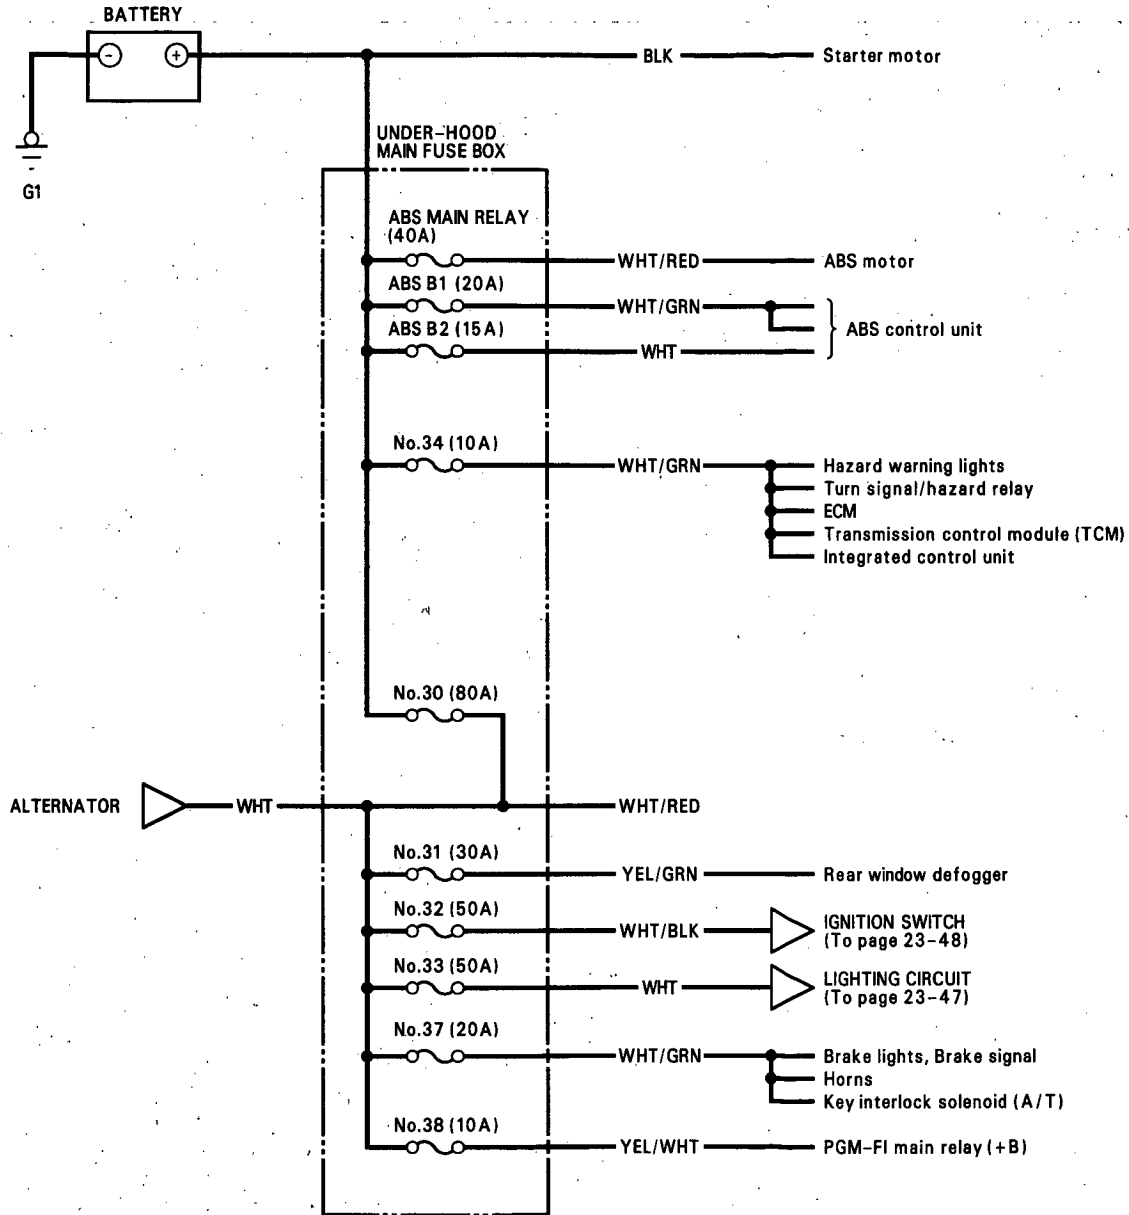 BATTERY
-
+
BLK
Starter motor
UNDER-HOOD
MAIN FUSE BOX
G1
ABS MAIN RELAY
(40A)
WHT/RED
ABS motor
ABS B1 (20A)
WHT/GRN
ABS control unit
ABS B2 (15A)
WHT
No.34 (10A)
WHT/GRN
Hazard warning lights
Turn signal/hazard relay
ECM
Transmission control module (TCM)
Integrated control unit
No.30 (80A)
ALTERNATOR
WHT
WHT/RED
No.31 (30A)
YEL/GRN
Rear window defogger
No.32 (50A)
WHT/BLK
IGNITION SWITCH
(To page 23-48)
No.33 (50A)
WHT
LIGHTING CIRCUIT
(To page 23-47)
No.37 (20A)
WHT/GRN
Brake lights, Brake signal
Horns
Key interlock solenoid (A/T)
No.38 (10A)
YEL/WHT
PGM-FI main relay (+B)